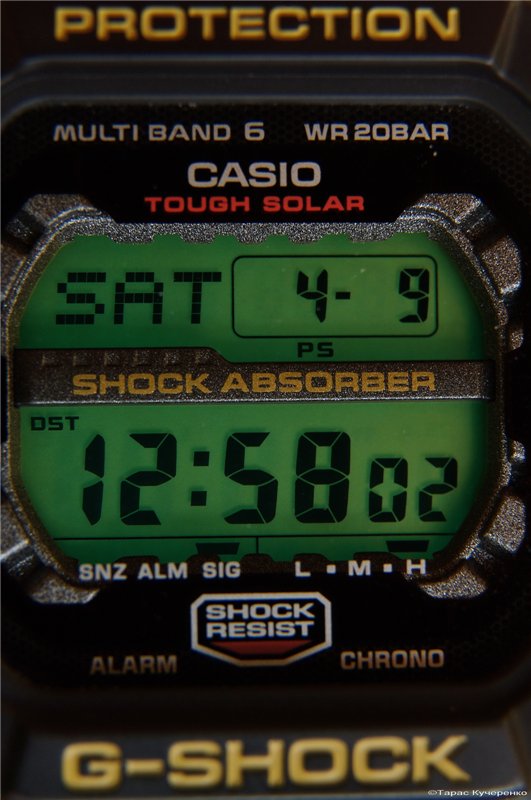 PROTECTION
MULTI BAND 6 WR 20BAR
CASIO
TOUGH SOLAR
SAT 4- 9
PS
SHOCK ABSORBER
DST
12:58 02
SNZ ALM SIG L ▪ M ▪ H
SHOCK
RESIST
ALARM CHRONO
G-SHOCK
©Тарас Кучеренко